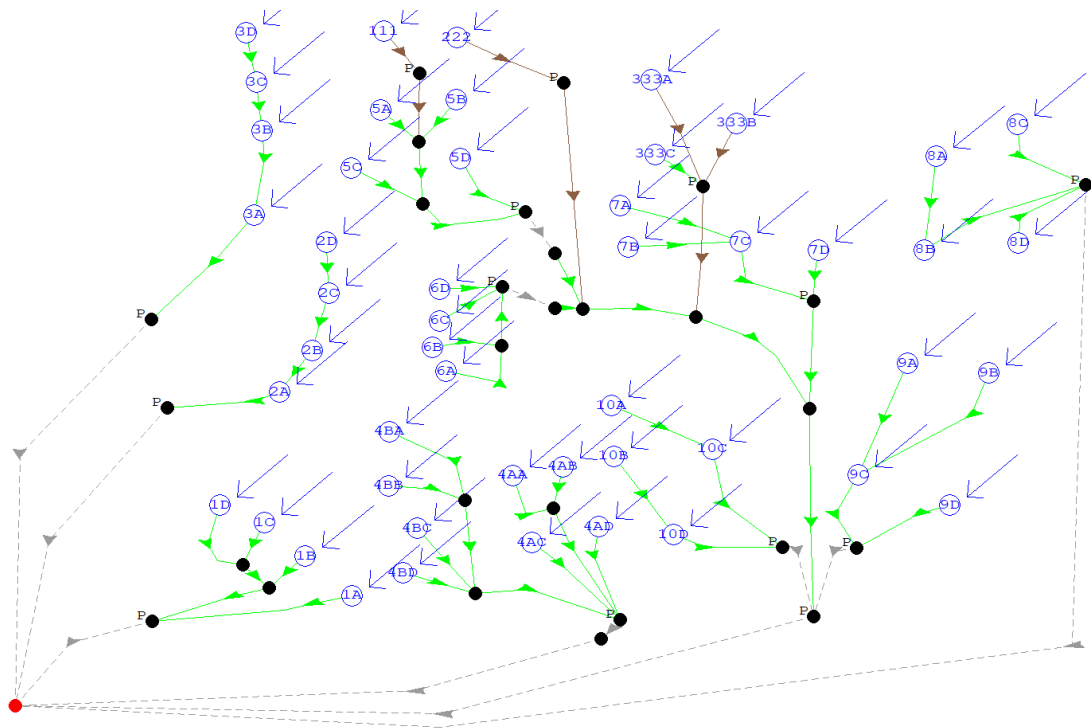 3D
111
222
P
3C
P
333A
5A
5B
3B
333B
8C
5C
5D
333C
8A
P
P
3A
7A
P
2D
7B
7C
7D
8B
8D
6D
P
2C
P
P
6C
6B
2B
6A
9A
9B
2A
P
10A
4BA
10B
10C
4AA
4AB
9C
4BB
1D
1C
4BC
4AD
9D
10D
4AC
P
P
1B
4BD
1A
P
P
P